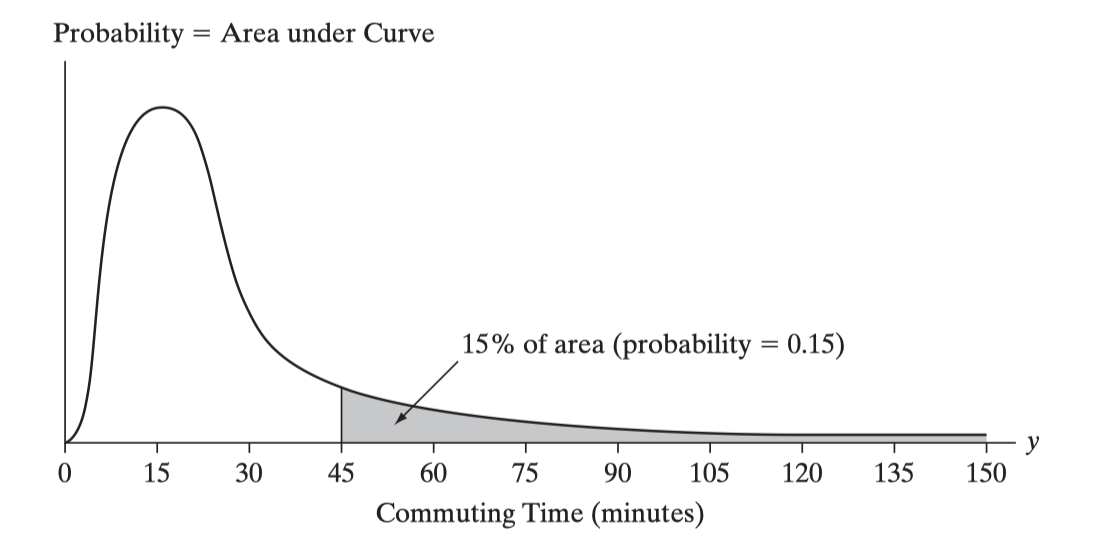 Probability = Area under Curve
15% of area (probability = 0.15)
y
0 15 30 45 60 75 90 105 120 135 150
Commuting Time (minutes)